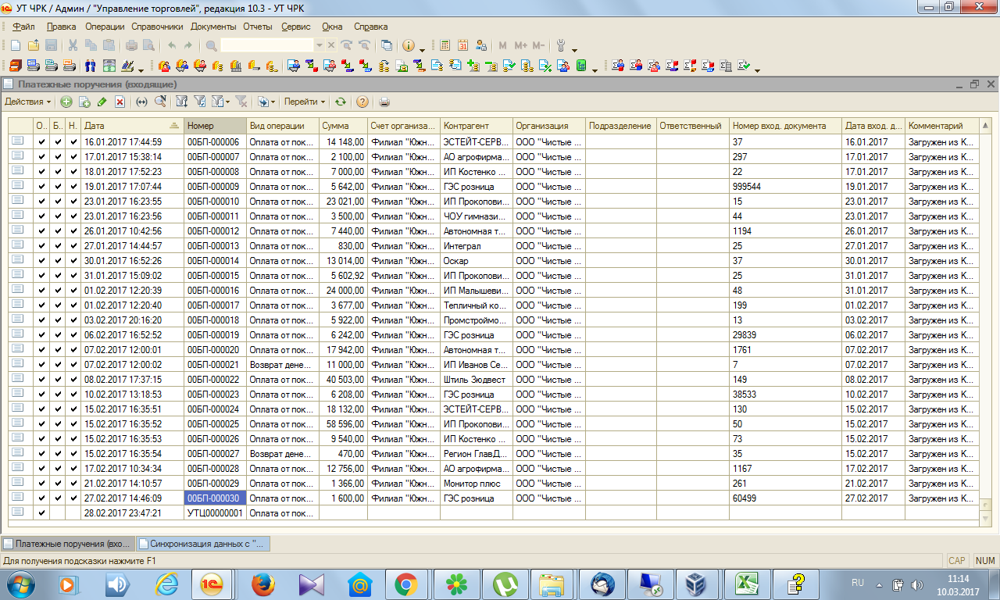 УТ ЧРК / Админ / "Управление торговлей", редакция 10.3 - УТ ЧРК
Файл Правка Операции Справочники Документы Отчеты Сервис Окна Справка
M M+ M-
Платежные поручения (входящие)
Действия Перейти
О.. Б.. Н.. Дата Номер Вид операции Сумма Счет организа... Контрагент Организация Подразделение Ответственный Номер вход. документа Дата вход. д... Комментарий
16.01.2017 17:44:59 00БП-000006 Оплата от пок... 14 148,00 Филиал "Южн... ЭСТЕЙТ-СЕРВ... ООО "Чистые ... 37 16.01.2017 Загружен из К...
17.01.2017 15:38:14 00БП-000007 Оплата от пок... 2 100,00 Филиал "Южн... АО агрофирма... ООО "Чистые ... 297 17.01.2017 Загружен из К...
18.01.2017 17:52:23 00БП-000008 Оплата от пок... 7 000,00 Филиал "Южн... ИП Костенко ... ООО "Чистые ... 22 17.01.2017 Загружен из К...
19.01.2017 17:07:44 00БП-000009 Оплата от пок... 5 642,00 Филиал "Южн... ГЭС розница ООО "Чистые ... 999544 19.01.2017 Загружен из К...
23.01.2017 16:23:55 00БП-000010 Оплата от пок... 23 021,00 Филиал "Южн... ИП Прокопови... ООО "Чистые ... 15 23.01.2017 Загружен из К...
23.01.2017 16:23:56 00БП-000011 Оплата от пок... 3 500,00 Филиал "Южн... ЧОУ гимнази... ООО "Чистые ... 44 23.01.2017 Загружен из К...
26.01.2017 10:42:56 00БП-000012 Оплата от пок... 7 440,00 Филиал "Южн... Автономная т... ООО "Чистые ... 1194 26.01.2017 Загружен из К...
27.01.2017 14:44:57 00БП-000013 Оплата от пок... 830,00 Филиал "Южн... Интеграл ООО "Чистые ... 25 27.01.2017 Загружен из К...
30.01.2017 16:52:26 00БП-000014 Оплата от пок... 13 014,00 Филиал "Южн... Оскар ООО "Чистые ... 37 30.01.2017 Загружен из К...
31.01.2017 15:09:02 00БП-000015 Оплата от пок... 5 602,92 Филиал "Южн... ИП Прокопови... ООО "Чистые ... 25 31.01.2017 Загружен из К...
01.02.2017 12:20:39 00БП-000016 Оплата от пок... 24 000,00 Филиал "Южн... ИП Малышеви... ООО "Чистые ... 48 31.01.2017 Загружен из К...
01.02.2017 12:20:40 00БП-000017 Оплата от пок... 3 677,00 Филиал "Южн... Тепличный ко... ООО "Чистые ... 199 01.02.2017 Загружен из К...
03.02.2017 20:16:20 00БП-000018 Оплата от пок... 5 922,00 Филиал "Южн... Промстроймо... ООО "Чистые ... 13 03.02.2017 Загружен из К...
06.02.2017 16:52:52 00БП-000019 Оплата от пок... 6 242,00 Филиал "Южн... ГЭС розница ООО "Чистые ... 29839 06.02.2017 Загружен из К...
07.02.2017 12:00:01 00БП-000020 Оплата от пок... 17 942,00 Филиал "Южн... Автономная т... ООО "Чистые ... 1761 07.02.2017 Загружен из К...
07.02.2017 12:00:02 00БП-000021 Возврат дене... 11 000,00 Филиал "Южн... ИП Иванов Се... ООО "Чистые ... 7 07.02.2017 Загружен из К...
08.02.2017 17:37:15 00БП-000022 Оплата от пок... 40 503,00 Филиал "Южн... Штиль Зюдвест ООО "Чистые ... 149 08.02.2017 Загружен из К...
10.02.2017 13:18:53 00БП-000023 Оплата от пок... 6 208,00 Филиал "Южн... ГЭС розница ООО "Чистые ... 38533 10.02.2017 Загружен из К...
15.02.2017 16:35:51 00БП-000024 Оплата от пок... 18 132,00 Филиал "Южн... ЭСТЕЙТ-СЕРВ... ООО "Чистые ... 130 15.02.2017 Загружен из К...
15.02.2017 16:35:52 00БП-000025 Оплата от пок... 58 596,00 Филиал "Южн... ИП Прокопови... ООО "Чистые ... 50 15.02.2017 Загружен из К...
15.02.2017 16:35:53 00БП-000026 Оплата от пок... 9 540,00 Филиал "Южн... ИП Костенко ... ООО "Чистые ... 73 15.02.2017 Загружен из К...
15.02.2017 16:35:54 00БП-000027 Возврат дене... 470,00 Филиал "Южн... Регион ГлавД... ООО "Чистые ... 35 15.02.2017 Загружен из К...
17.02.2017 10:34:34 00БП-000028 Оплата от пок... 12 756,00 Филиал "Южн... АО агрофирма... ООО "Чистые ... 1167 17.02.2017 Загружен из К...
21.02.2017 14:10:57 00БП-000029 Оплата от пок... 1 366,00 Филиал "Южн... Монитор плюс ООО "Чистые ... 261 21.02.2017 Загружен из К...
27.02.2017 14:46:09 00БП-000030 Оплата от пок... 1 600,00 Филиал "Южн... ГЭС розница ООО "Чистые ... 60499 27.02.2017 Загружен из К...
28.02.2017 23:47:21 УТЦ00000001 Оплата от пок...
Платежные поручения (вхо... Синхронизация данных с "...
Для получения подсказки нажмите F1 CAP NUM
RU 11:14
10.03.2017